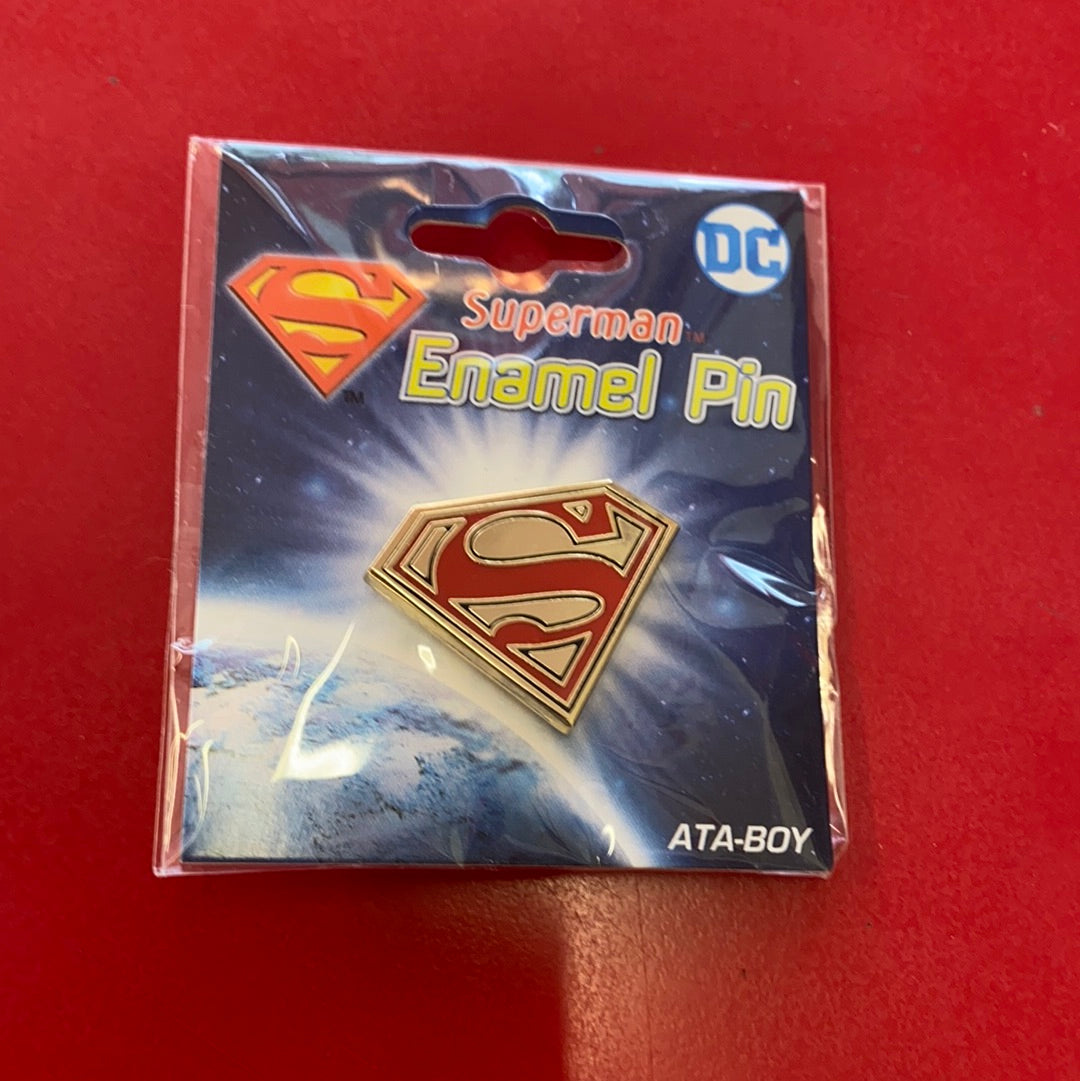 DC
S
Superman™
Enamel Pin
TM
S
ATA-BOY